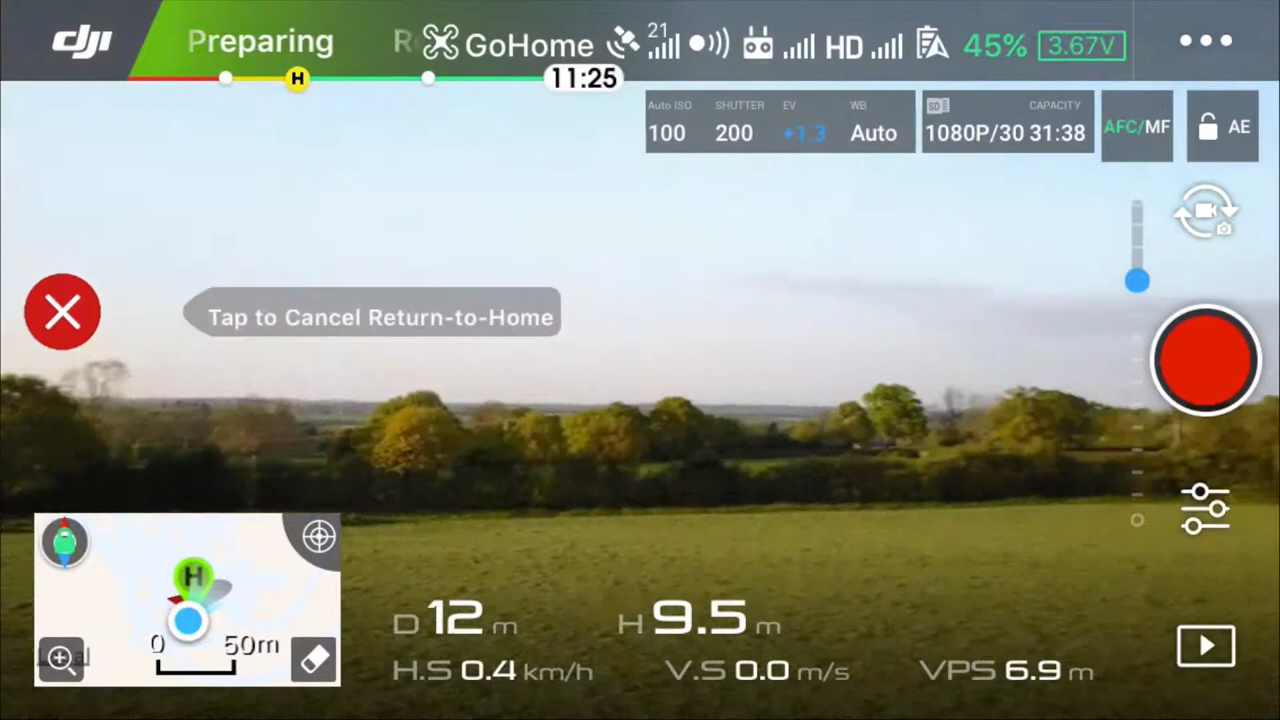 dji Preparing R GoHome 21 HD 45% 3.67V
H 11:25
Auto ISO SHUTTER EV WB SD CAPACITY
100 200 +1.3 Auto 1080P/30 31:38 AFC/MF AE
Tap to Cancel Return-to-Home
H
0 50m
D 12 m H 9.5 m
H.S 0.4 km/h V.S 0.0 m/s VPS 6.9 m